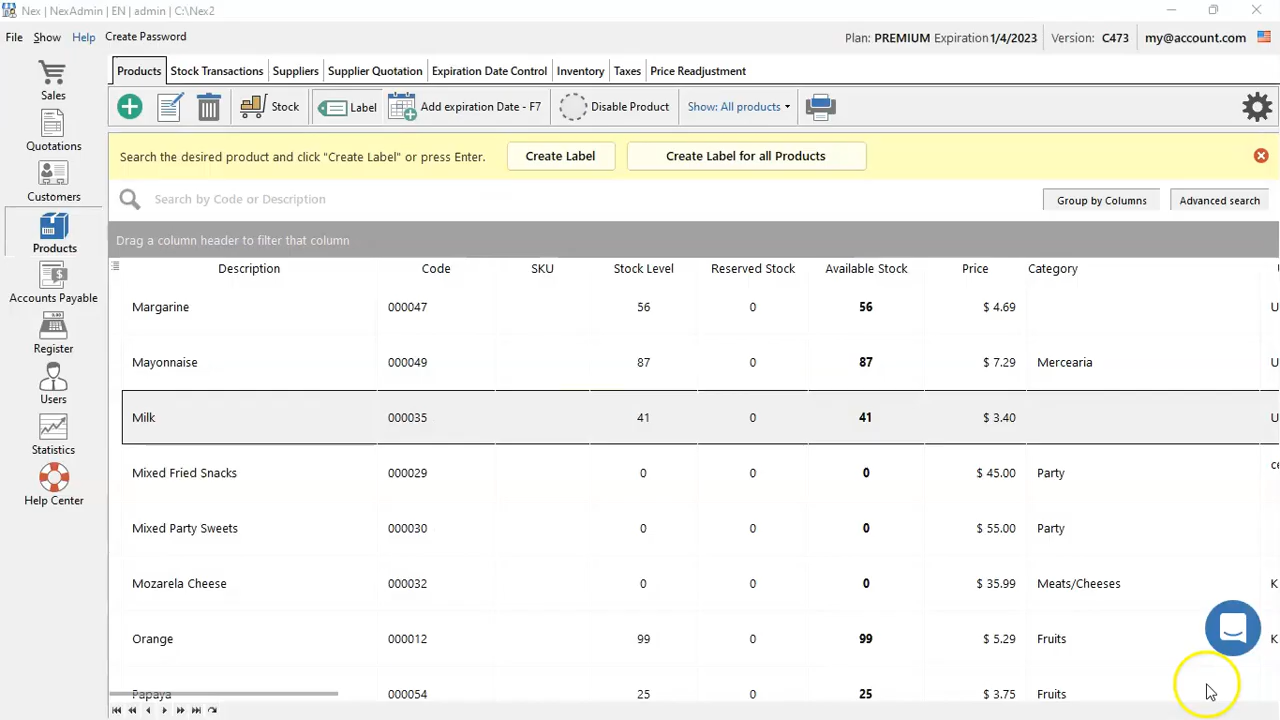 Nex | NexAdmin | EN | admin | C:\Nex2
File Show Help Create Password Plan: PREMIUM Expiration 1/4/2023 Version: C473 my@account.com
Sales
Quotations
Customers
Products
Accounts Payable
Register
Users
Statistics
Help Center
Products Stock Transactions Suppliers Supplier Quotation Expiration Date Control Inventory Taxes Price Readjustment
Stock Label Add expiration Date - F7 Disable Product Show: All products
Search the desired product and click "Create Label" or press Enter. Create Label Create Label for all Products
Search by Code or Description Group by Columns Advanced search
Drag a column header to filter that column
Description Code SKU Stock Level Reserved Stock Available Stock Price Category
Margarine 000047 56 0 56 $ 4.69 U
Mayonnaise 000049 87 0 87 $ 7.29 Mercearia U
Milk 000035 41 0 41 $ 3.40 U
Mixed Fried Snacks 000029 0 0 0 $ 45.00 Party ce
Mixed Party Sweets 000030 0 0 0 $ 55.00 Party
Mozarela Cheese 000032 0 0 0 $ 35.99 Meats/Cheeses K
Orange 000012 99 0 99 $ 5.29 Fruits K
Papaya 000054 25 0 25 $ 3.75 Fruits